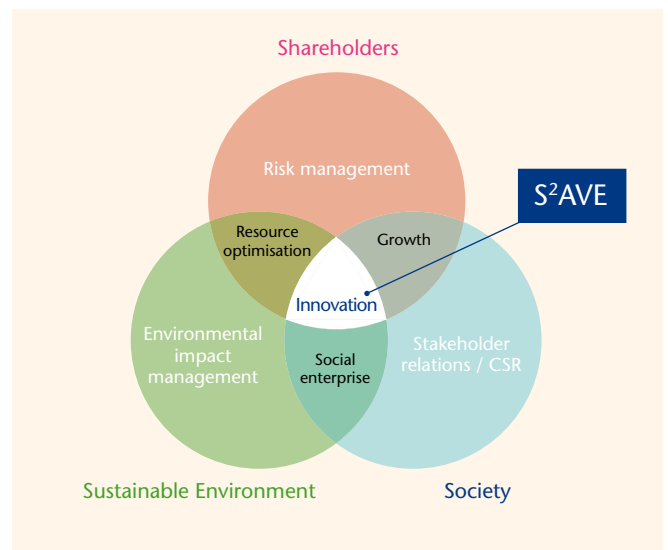 Shareholders
Risk management
S²AVE
Resource
optimisation
Growth
Innovation
Environmental
impact
management
Stakeholder
relations / CSR
Social
enterprise
Sustainable Environment
Society